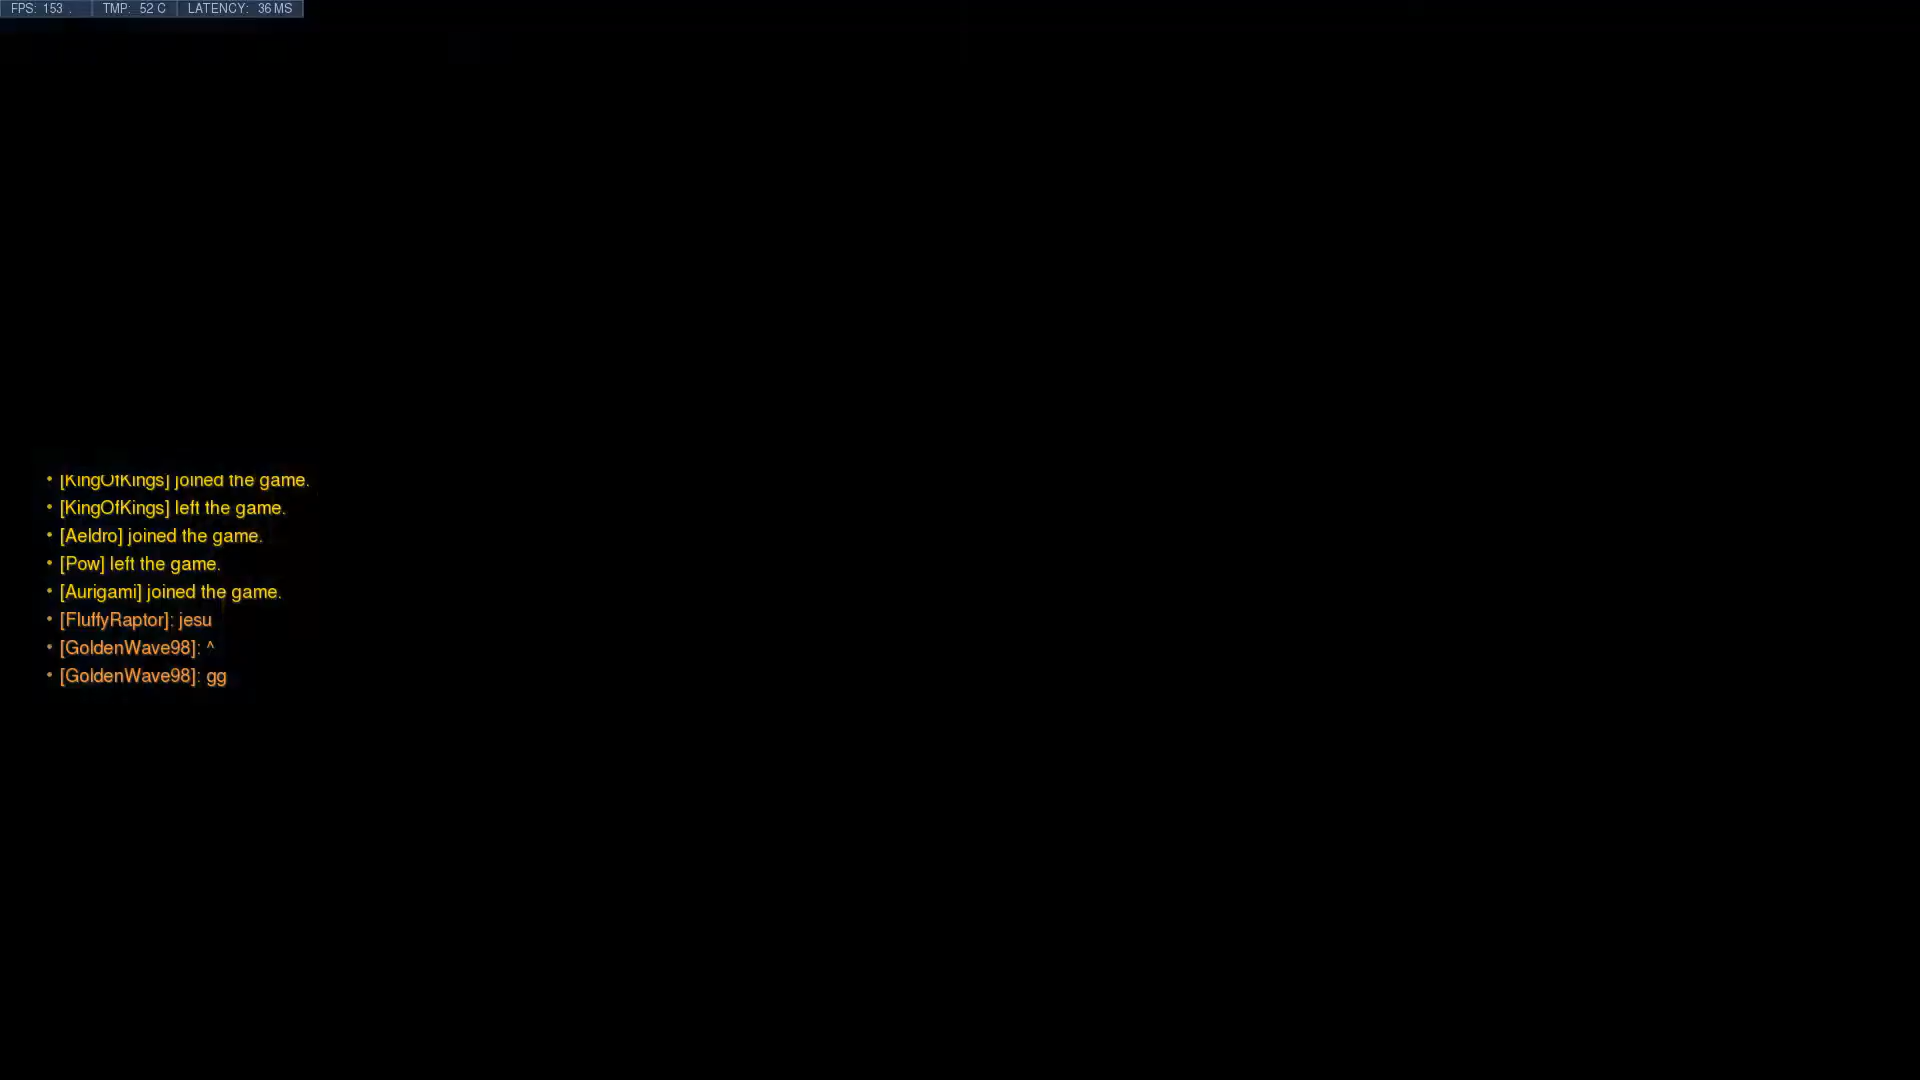 FPS: 153 . TMP: 52 C LATENCY: 36 MS
• [KingOfKings] joined the game.
• [KingOfKings] left the game.
• [Aeldro] joined the game.
• [Pow] left the game.
• [Aurigami] joined the game.
• [FluffyRaptor]: jesu
• [GoldenWave98]: ^
• [GoldenWave98]: gg